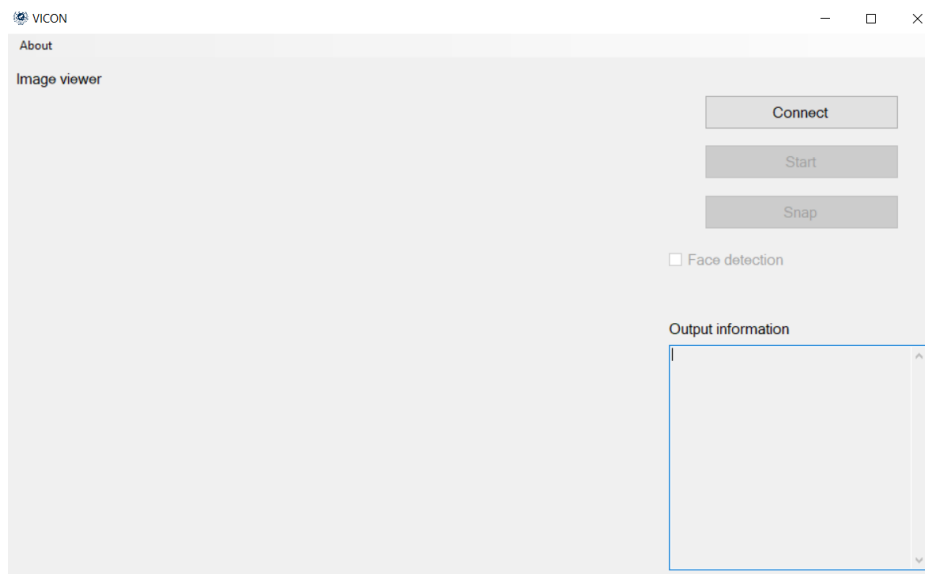 VICON
About
Image viewer
Connect
Start
Snap
Face detection
Output information